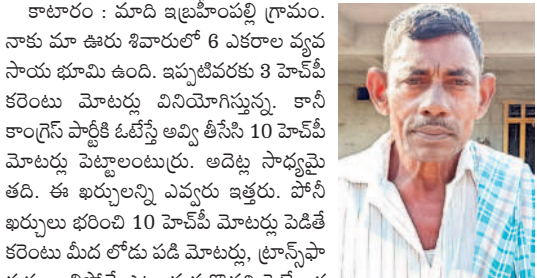 కాటారం : మాది ఇబ్రహీంపల్లి గ్రామం.
నాకు మా ఊరు శివారులో 6 ఎకరాల వ్యవ
సాయ భూమి ఉంది. ఇప్పటివరకు 3 హెచ్‌పీ
కరెంటు మోటర్లు వినియోగిస్తున్న. కానీ
కాంగ్రెస్ పార్టీకి ఓటేస్తే అవ్వి తీసేసి 10 హెచ్‌పీ
మోటర్లు పెట్టాలంటుర్రు. అదెట్ల సాధ్యమై
తది. ఈ ఖర్చులన్ని ఎవ్వరు ఇత్తరు. పోనీ
ఖర్చులు భరించి 10 హెచ్‌పీ మోటర్లు పెడితే
కరెంటు మీద లోడు పడి మోటర్లు, ట్రాన్స్‌ఫా